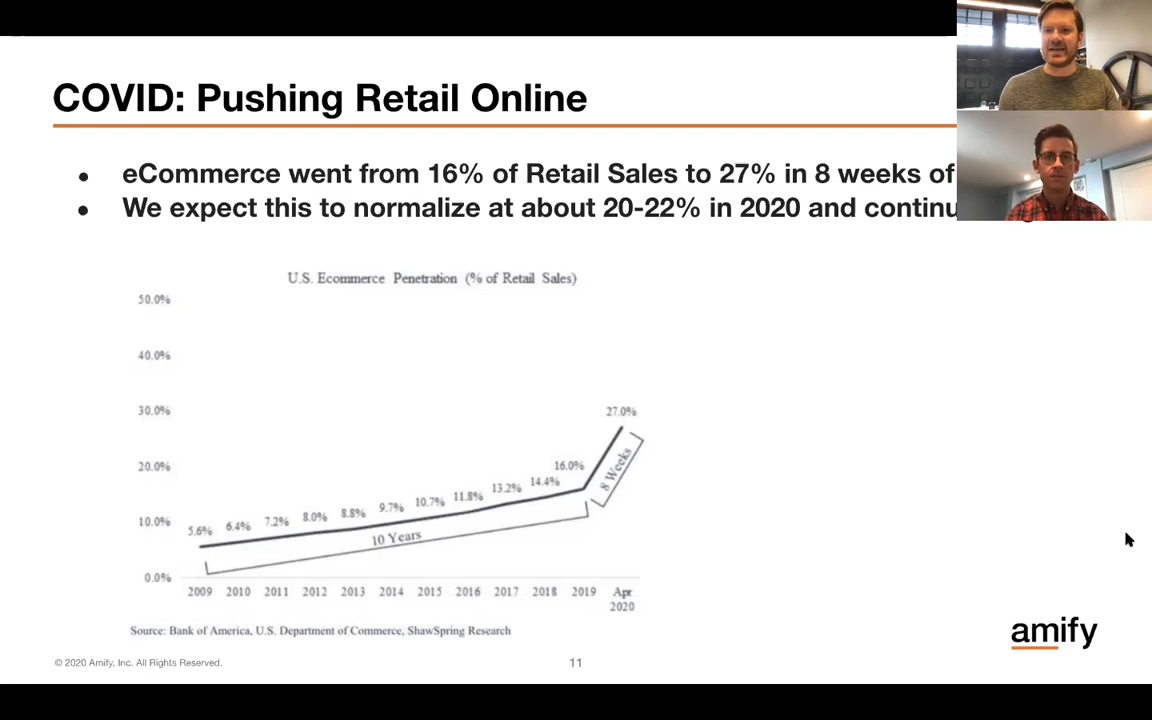 COVID: Pushing Retail Online
● eCommerce went from 16% of Retail Sales to 27% in 8 weeks of
● We expect this to normalize at about 20-22% in 2020 and continu
U.S. Ecommerce Penetration (% of Retail Sales)
50.0%
40.0%
30.0%
20.0%
10.0%
0.0%
5.6% 6.4% 7.2% 8.0% 8.8% 9.7% 10.7% 11.8% 13.2% 14.4% 16.0% 27.0%
10 Years
8 Weeks
2009 2010 2011 2012 2013 2014 2015 2016 2017 2018 2019 Apr
2020
Source: Bank of America, U.S. Department of Commerce, ShawSpring Research
amify
© 2020 Amify, Inc. All Rights Reserved.
11